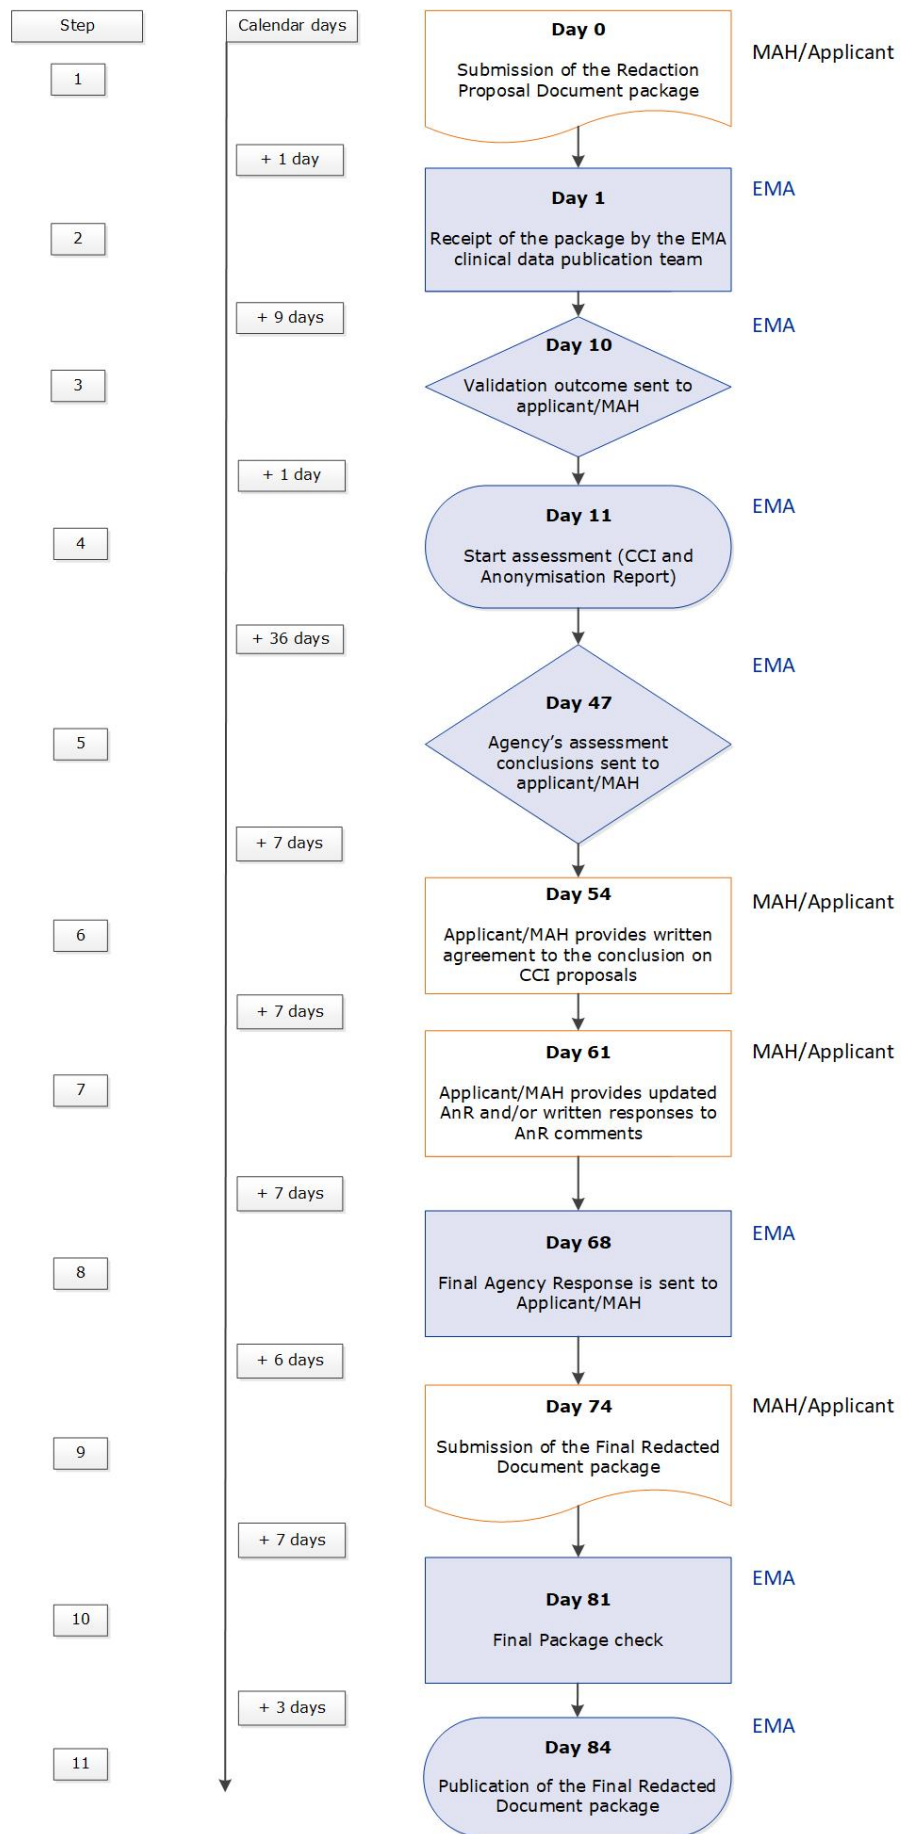 Step
Calendar days
Day 0
Submission of the Redaction
Proposal Document package
MAH/Applicant
1
+ 1 day
Day 1
Receipt of the package by the EMA
clinical data publication team
EMA
2
+ 9 days
Day 10
Validation outcome sent to
applicant/MAH
EMA
3
+ 1 day
Day 11
Start assessment (CCI and
Anonymisation Report)
EMA
4
+ 36 days
Day 47
Agency’s assessment
conclusions sent to
applicant/MAH
EMA
5
+ 7 days
Day 54
Applicant/MAH provides written
agreement to the conclusion on
CCI proposals
MAH/Applicant
6
+ 7 days
Day 61
Applicant/MAH provides updated
AnR and/or written responses to
AnR comments
MAH/Applicant
7
+ 7 days
Day 68
Final Agency Response is sent to
Applicant/MAH
EMA
8
+ 6 days
Day 74
Submission of the Final Redacted
Document package
MAH/Applicant
9
+ 7 days
Day 81
Final Package check
EMA
10
+ 3 days
Day 84
Publication of the Final Redacted
Document package
EMA
11